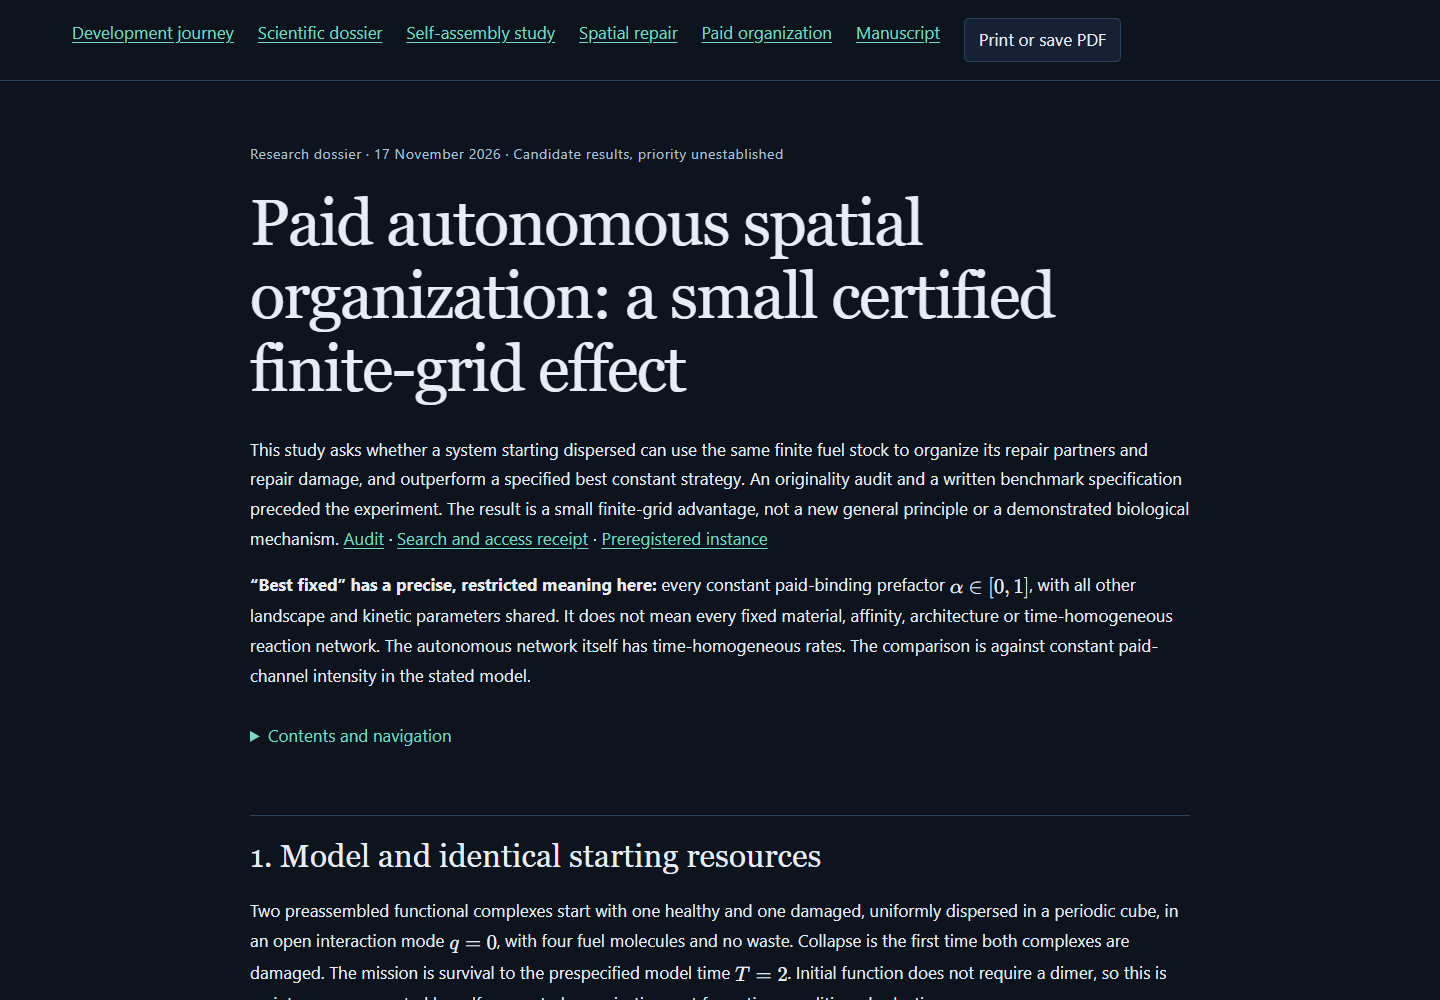 Development journey Scientific dossier Self-assembly study Spatial repair Paid organization Manuscript Print or save PDF
Research dossier · 17 November 2026 · Candidate results, priority unestablished
Paid autonomous spatial
organization: a small certified
finite-grid effect
This study asks whether a system starting dispersed can use the same finite fuel stock to organize its repair partners and
repair damage, and outperform a specified best constant strategy. An originality audit and a written benchmark specification
preceded the experiment. The result is a small finite-grid advantage, not a new general principle or a demonstrated biological
mechanism. Audit · Search and access receipt · Preregistered instance
“Best fixed” has a precise, restricted meaning here: every constant paid-binding prefactor α ∈ [0, 1], with all other
landscape and kinetic parameters shared. It does not mean every fixed material, affinity, architecture or time-homogeneous
reaction network. The autonomous network itself has time-homogeneous rates. The comparison is against constant paid-
channel intensity in the stated model.
▶ Contents and navigation
1. Model and identical starting resources
Two preassembled functional complexes start with one healthy and one damaged, uniformly dispersed in a periodic cube, in
an open interaction mode q = 0, with four fuel molecules and no waste. Collapse is the first time both complexes are
damaged. The mission is survival to the prespecified model time T = 2. Initial function does not require a dimer, so this is